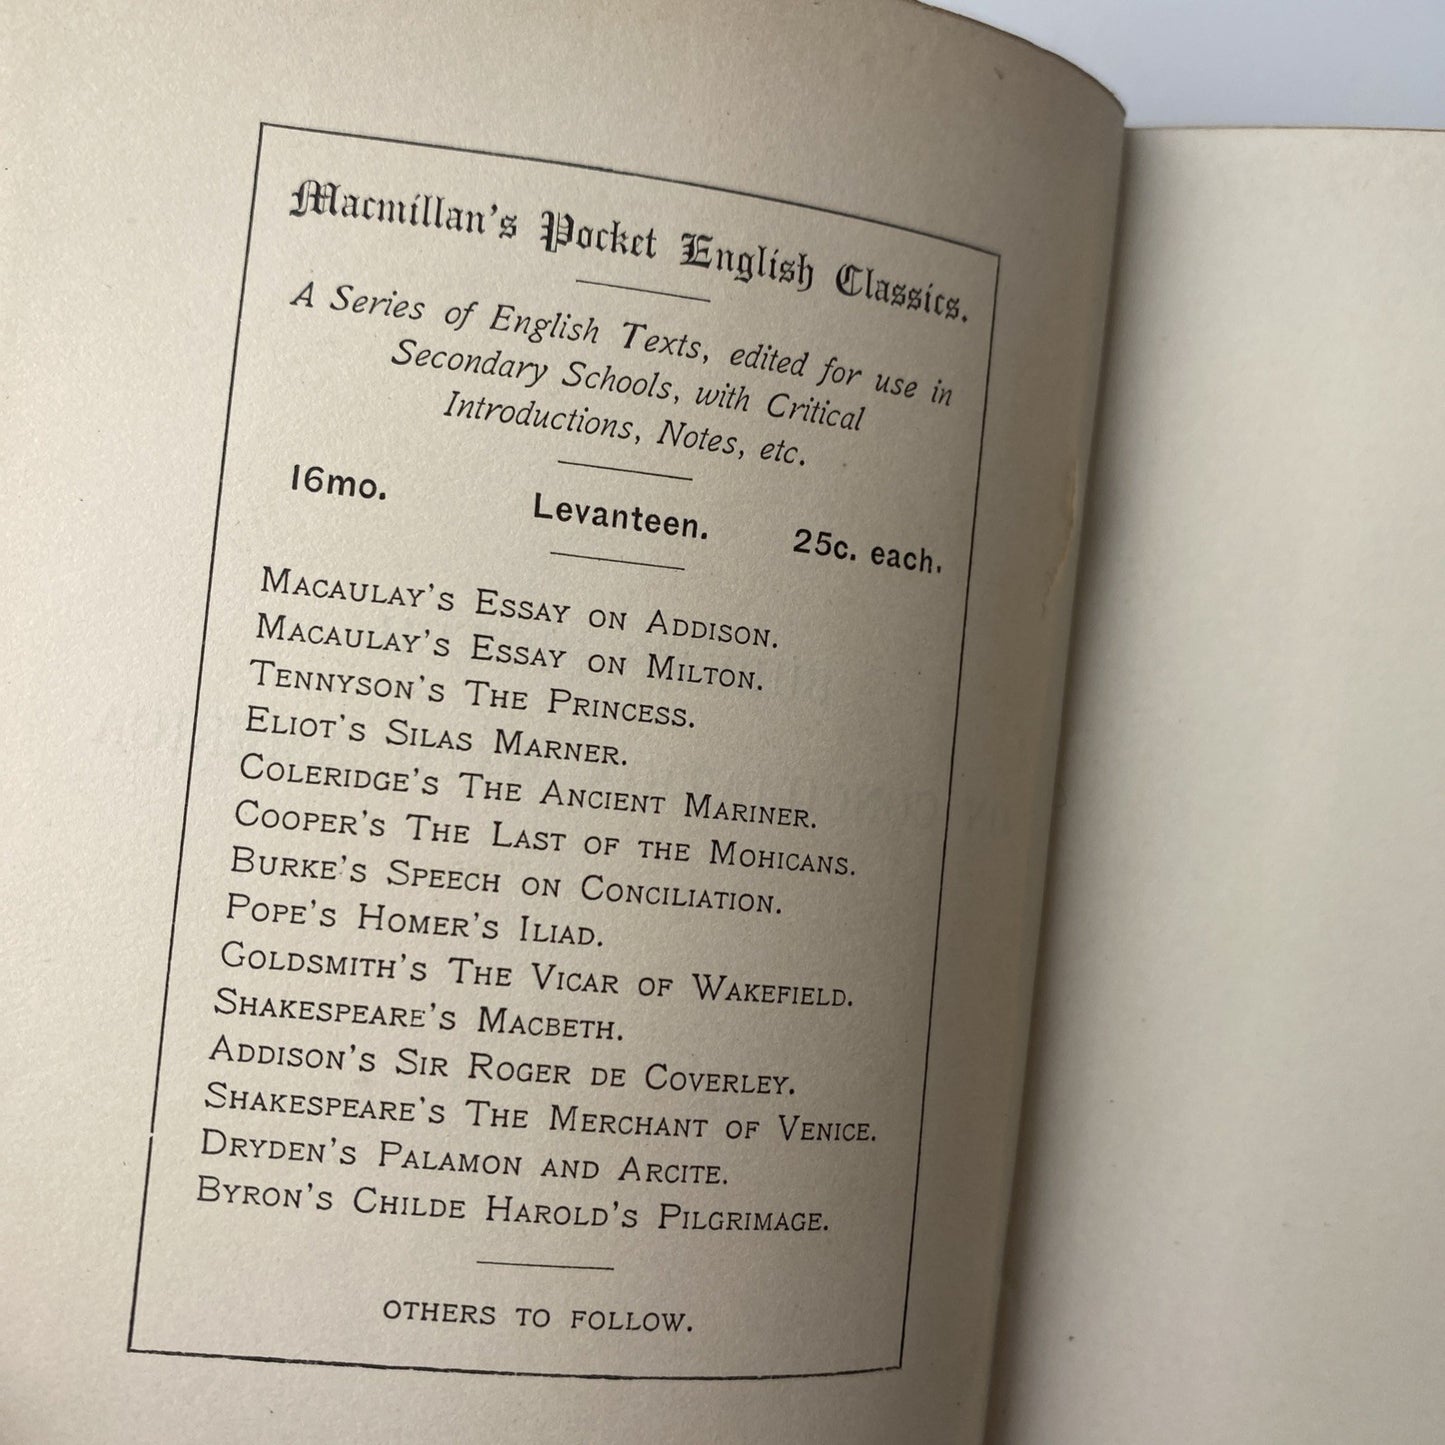 Macmillan's Pocket English Classics.
A Series of English Texts, edited for use in
Secondary Schools, with Critical
Introductions, Notes, etc.
16mo. Levanteen. 25c. each.
MACAULAY'S ESSAY ON ADDISON.
MACAULAY'S ESSAY ON MILTON.
TENNYSON'S THE PRINCESS.
ELIOT'S SILAS MARNER.
COLERIDGE'S THE ANCIENT MARINER.
COOPER'S THE LAST OF THE MOHICANS.
BURKE'S SPEECH ON CONCILIATION.
POPE'S HOMER'S ILIAD.
GOLDSMITH'S THE VICAR OF WAKEFIELD.
SHAKESPEARE'S MACBETH.
ADDISON'S SIR ROGER DE COVERLEY.
SHAKESPEARE'S THE MERCHANT OF VENICE.
DRYDEN'S PALAMON AND ARCITE.
BYRON'S CHILDE HAROLD'S PILGRIMAGE.
OTHERS TO FOLLOW.